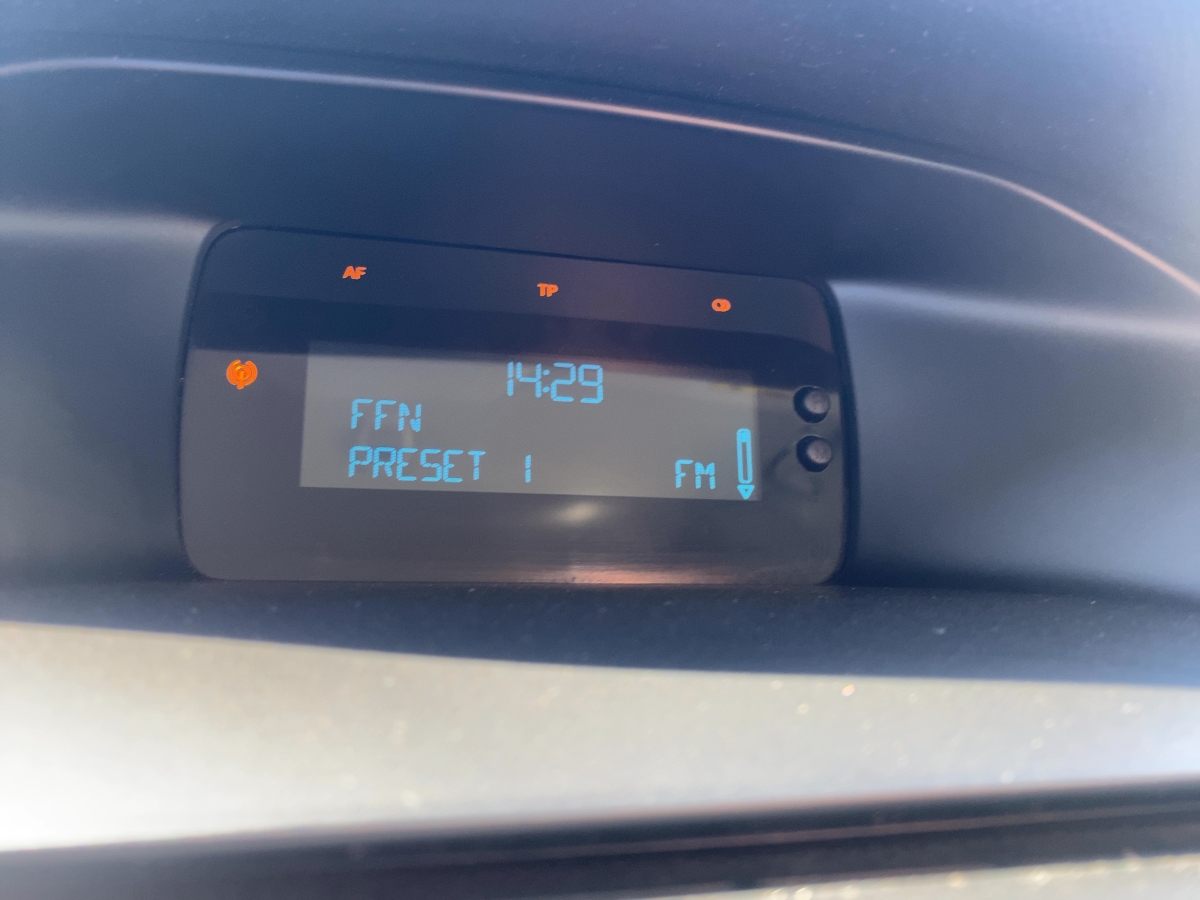 AF TP
14:29
FFN
PRESET 1 FM